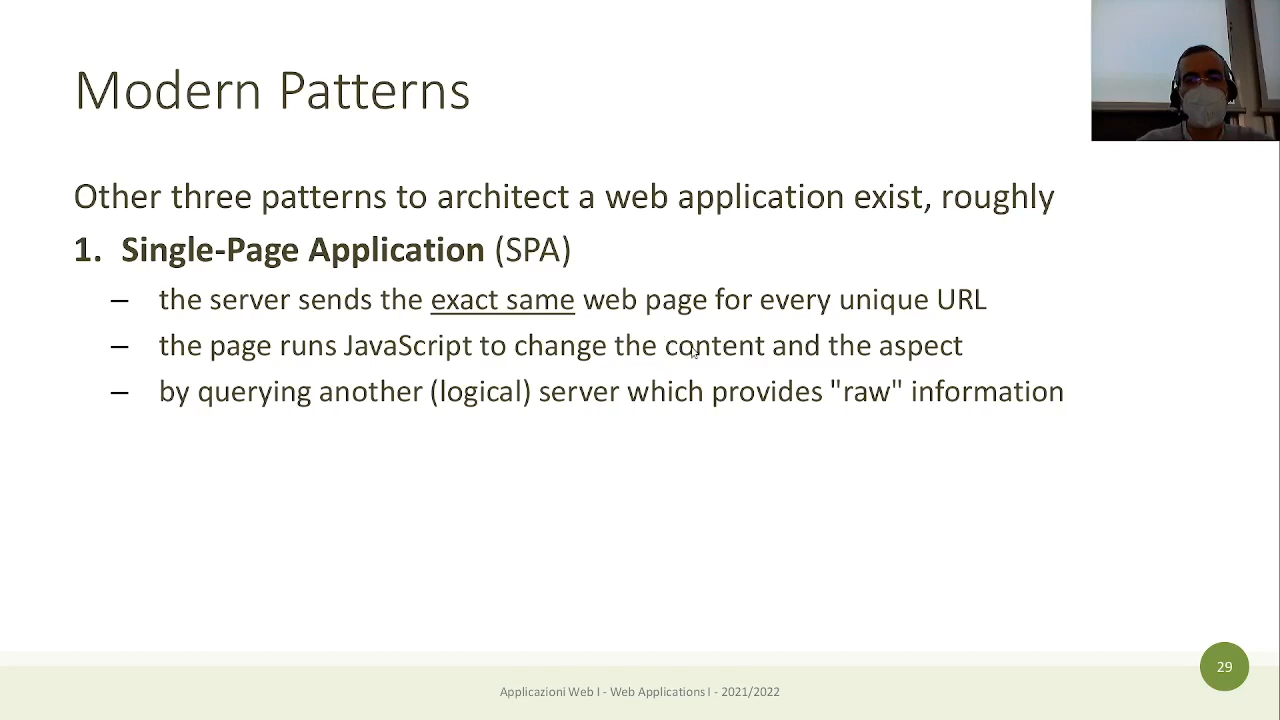 Modern Patterns
Other three patterns to architect a web application exist, roughly
1. Single-Page Application (SPA)
– the server sends the exact same web page for every unique URL
– the page runs JavaScript to change the content and the aspect
– by querying another (logical) server which provides "raw" information
29
Applicazioni Web I - Web Applications I - 2021/2022